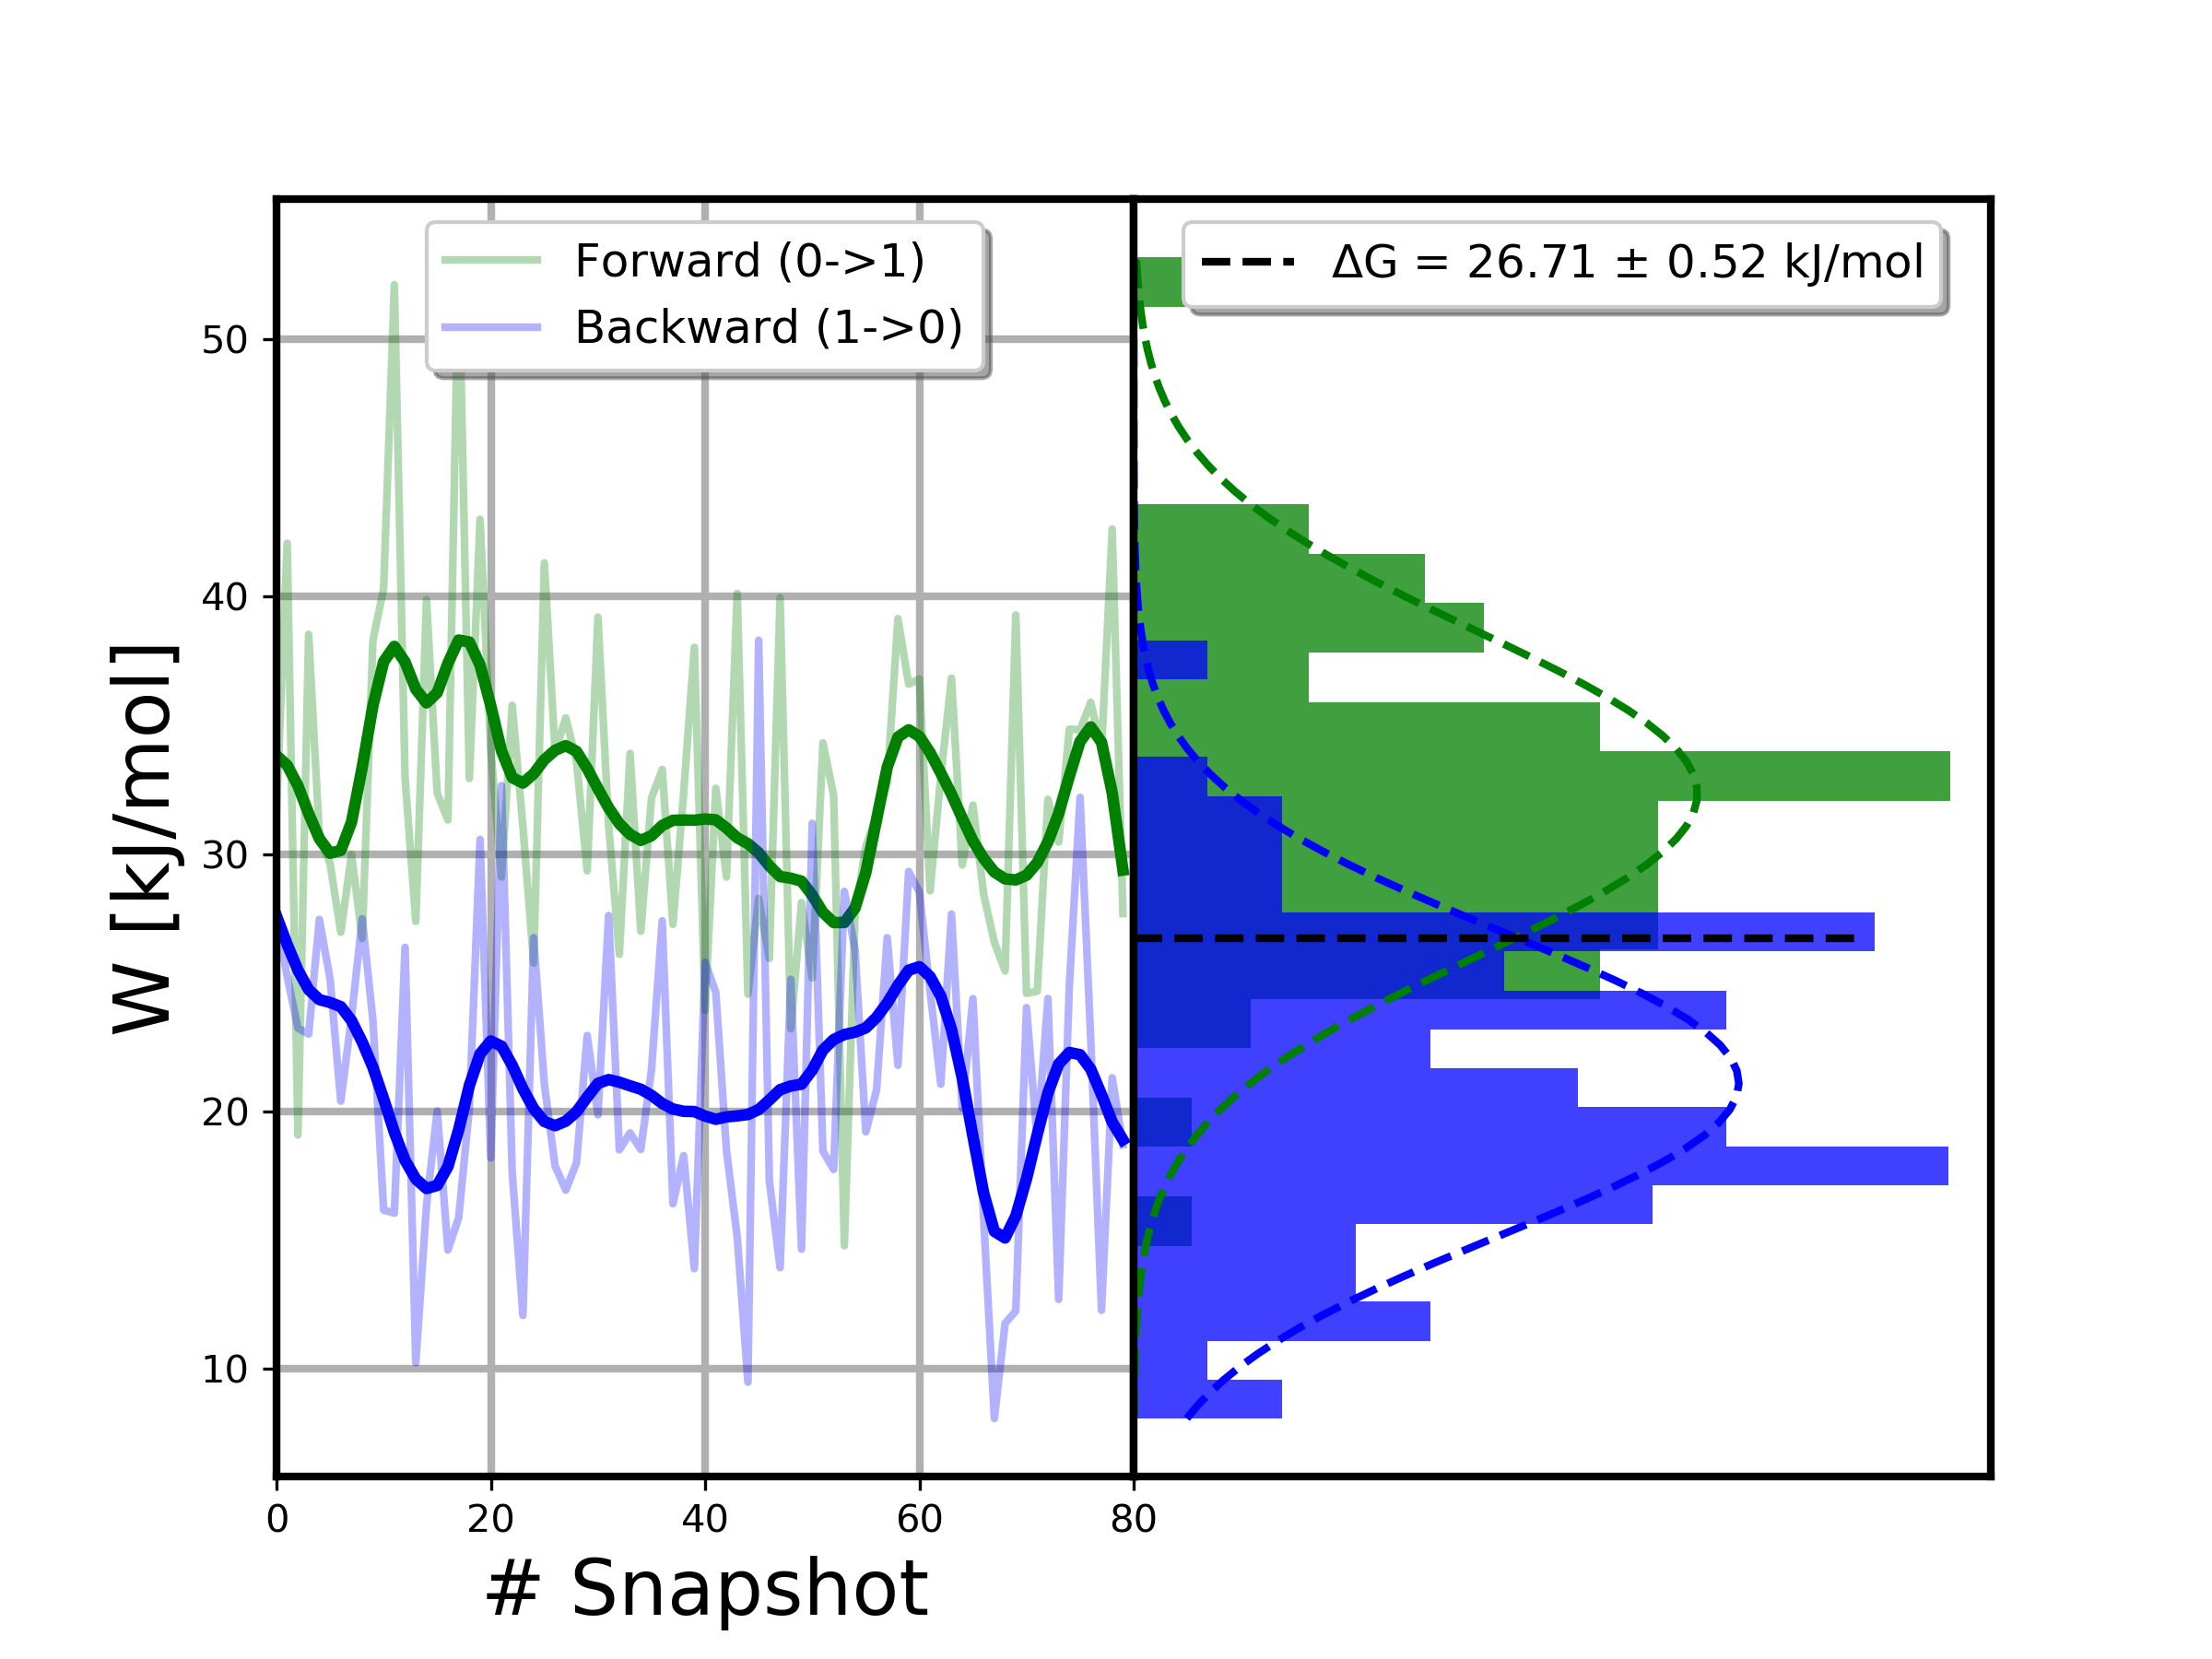 Forward (0->1)
Backward (1->0)
ΔG = 26.71 ± 0.52 kJ/mol
W [kJ/mol]
50
40
30
20
10
0
20
40
60
80
# Snapshot